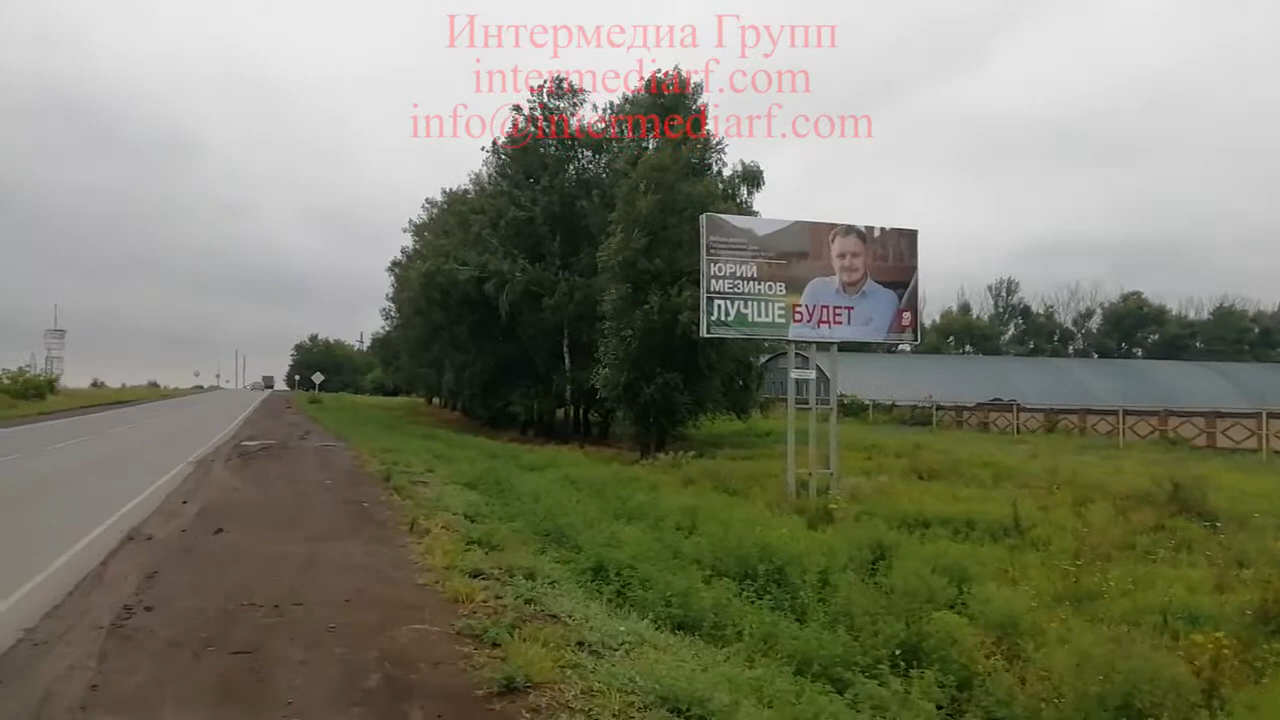 Интермедиа Групп
intermediarf.com
info@intermediarf.com
ЮРИЙ
МЕЗИНОВ
ЛУЧШЕ БУДЕТ